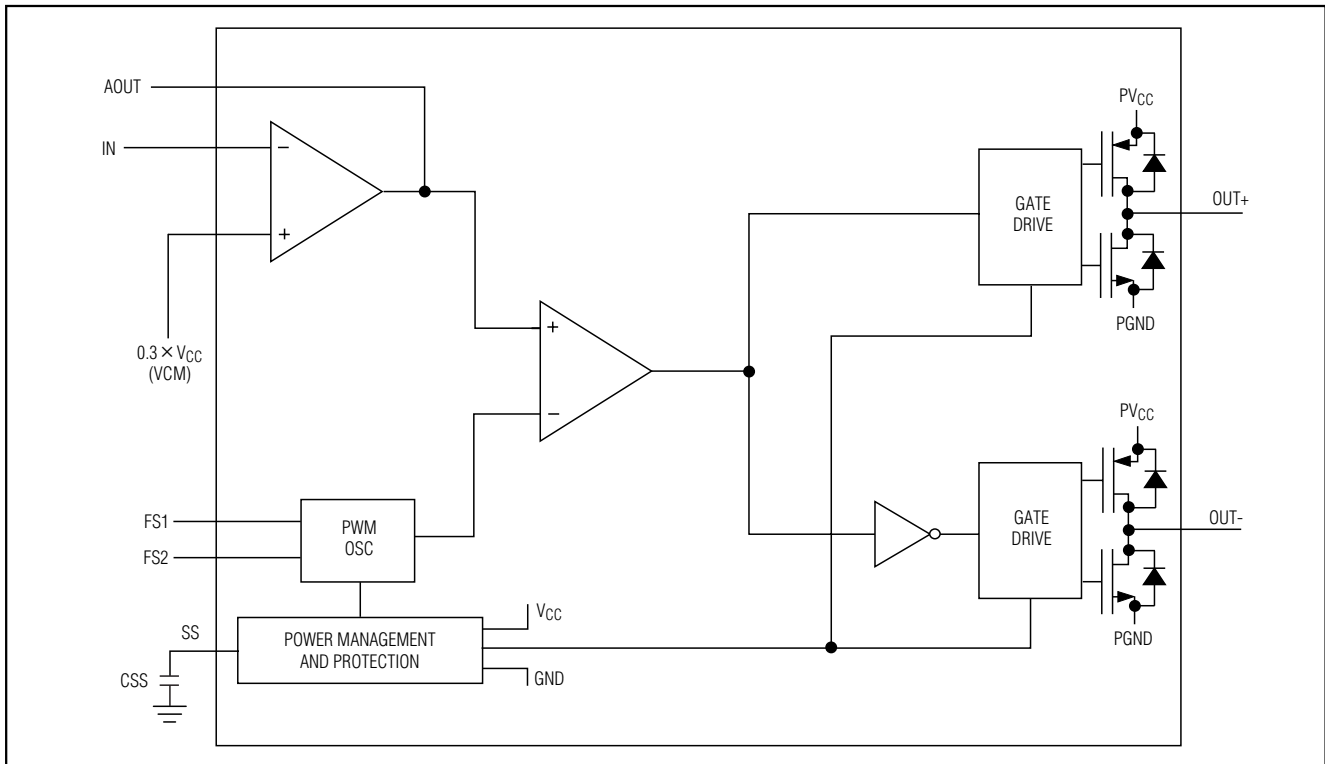 AOUT
IN
−
+
0.3 × VCC
(VCM)
+
−
FS1
FS2
PWM
OSC
SS
CSS
POWER MANAGEMENT
AND PROTECTION
VCC
GND
GATE
DRIVE
PVCC
OUT+
PGND
GATE
DRIVE
PVCC
OUT-
PGND